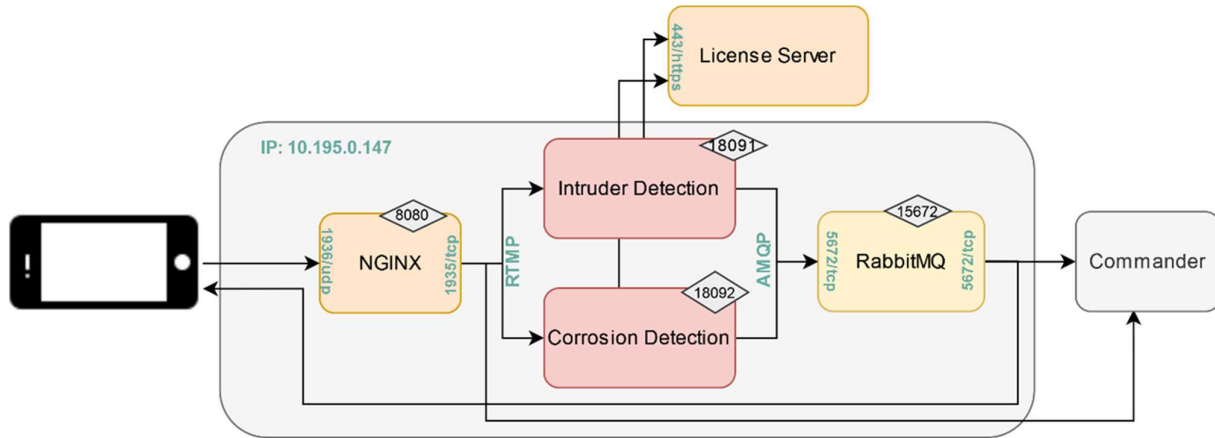 443/https
License Server
IP: 10.195.0.147
18091
Intruder Detection
8080
1936/udp
NGINX
1935/tcp
RTMP
AMQP
15672
5672/tcp
RabbitMQ
5672/tcp
Commander
18092
Corrosion Detection